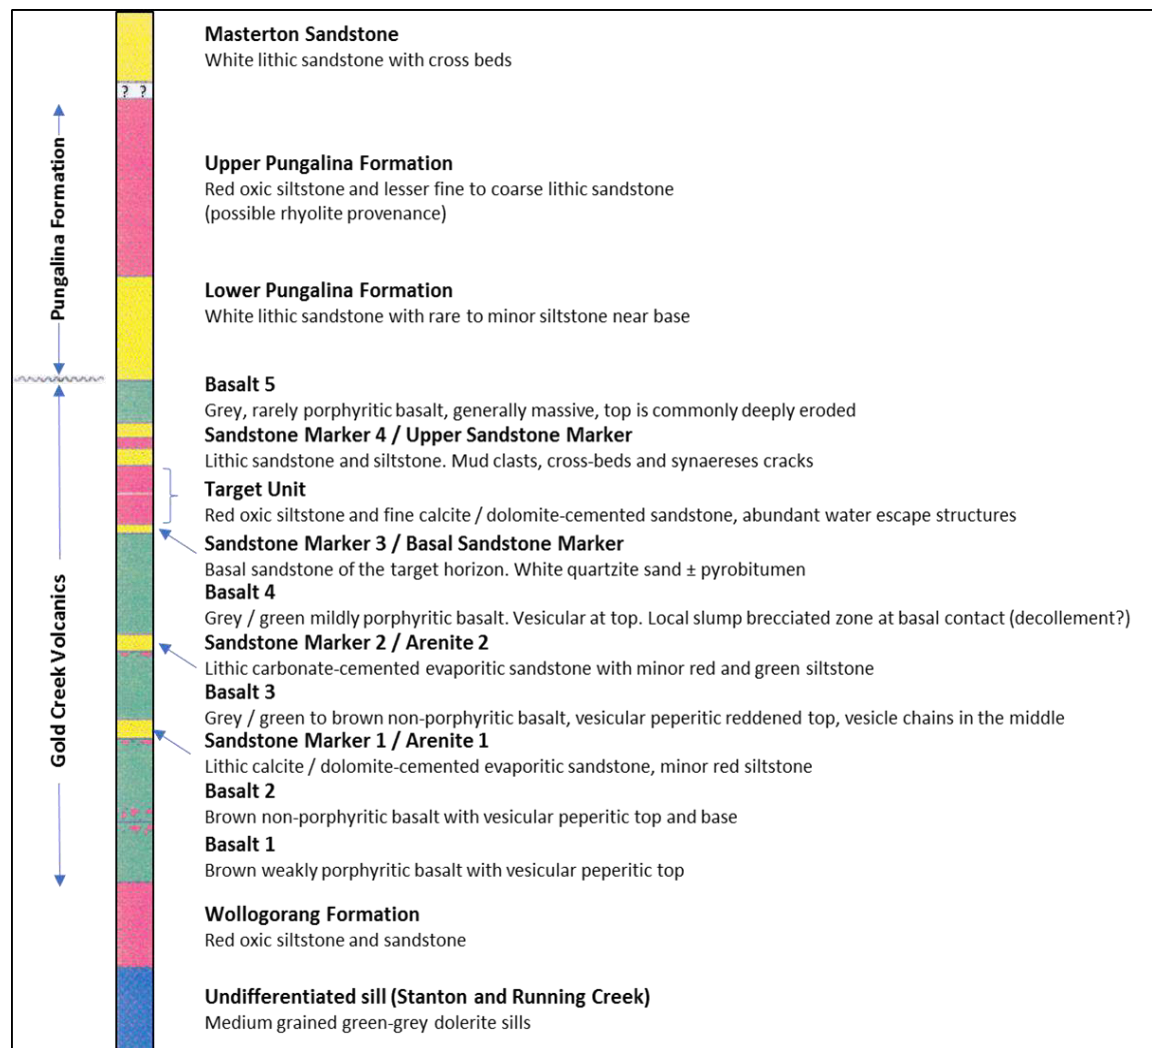 Masterton Sandstone
White lithic sandstone with cross beds
? ?
Pungalina Formation
Upper Pungalina Formation
Red oxic siltstone and lesser fine to coarse lithic sandstone
(possible rhyolite provenance)
Lower Pungalina Formation
White lithic sandstone with rare to minor siltstone near base
Gold Creek Volcanics
Basalt 5
Grey, rarely porphyritic basalt, generally massive, top is commonly deeply eroded
Sandstone Marker 4 / Upper Sandstone Marker
Lithic sandstone and siltstone. Mud clasts, cross-beds and synaereses cracks
Target Unit
Red oxic siltstone and fine calcite / dolomite-cemented sandstone, abundant water escape structures
Sandstone Marker 3 / Basal Sandstone Marker
Basal sandstone of the target horizon. White quartzite sand ± pyrobitumen
Basalt 4
Grey / green mildly porphyritic basalt. Vesicular at top. Local slump brecciated zone at basal contact (decollement?)
Sandstone Marker 2 / Arenite 2
Lithic carbonate-cemented evaporitic sandstone with minor red and green siltstone
Basalt 3
Grey / green to brown non-porphyritic basalt, vesicular peperitic reddened top, vesicle chains in the middle
Sandstone Marker 1 / Arenite 1
Lithic calcite / dolomite-cemented evaporitic sandstone, minor red siltstone
Basalt 2
Brown non-porphyritic basalt with vesicular peperitic top and base
Basalt 1
Brown weakly porphyritic basalt with vesicular peperitic top
Wollogorang Formation
Red oxic siltstone and sandstone
Undifferentiated sill (Stanton and Running Creek)
Medium grained green-grey dolerite sills